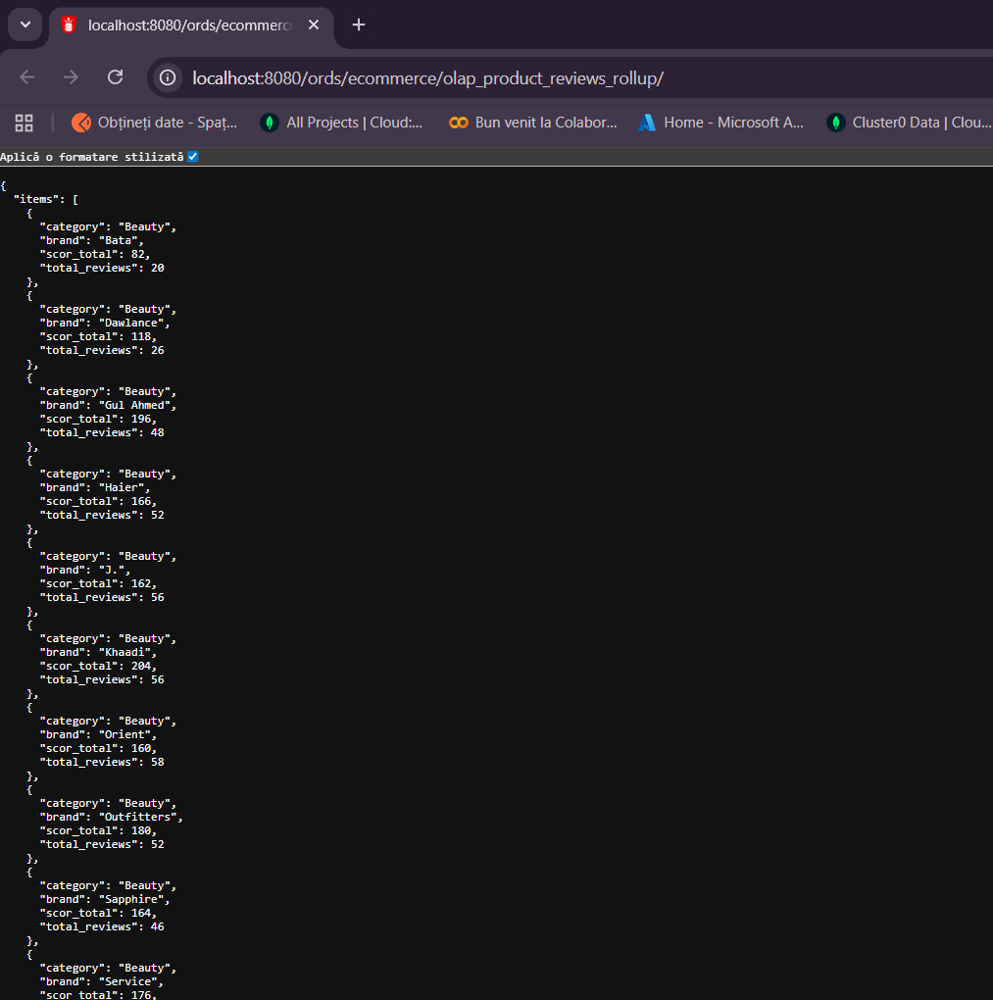 localhost:8080/ords/ecommerc
localhost:8080/ords/ecommerce/olap_product_reviews_rollup/
Obțineți date - Spaț...
All Projects | Cloud:...
Bun venit la Colabor...
Home - Microsoft A...
Cluster0 Data | Clou...
Aplică o formatare stilizată
{
"items": [
{
"category": "Beauty",
"brand": "Bata",
"scor_total": 82,
"total_reviews": 20
},
{
"category": "Beauty",
"brand": "Dawlance",
"scor_total": 118,
"total_reviews": 26
},
{
"category": "Beauty",
"brand": "Gul Ahmed",
"scor_total": 196,
"total_reviews": 48
},
{
"category": "Beauty",
"brand": "Haier",
"scor_total": 166,
"total_reviews": 52
},
{
"category": "Beauty",
"brand": "J.",
"scor_total": 162,
"total_reviews": 56
},
{
"category": "Beauty",
"brand": "Khaadi",
"scor_total": 204,
"total_reviews": 56
},
{
"category": "Beauty",
"brand": "Orient",
"scor_total": 160,
"total_reviews": 58
},
{
"category": "Beauty",
"brand": "Outfitters",
"scor_total": 180,
"total_reviews": 52
},
{
"category": "Beauty",
"brand": "Sapphire",
"scor_total": 164,
"total_reviews": 46
},
{
"category": "Beauty",
"brand": "Service",
"scor_total": 176,